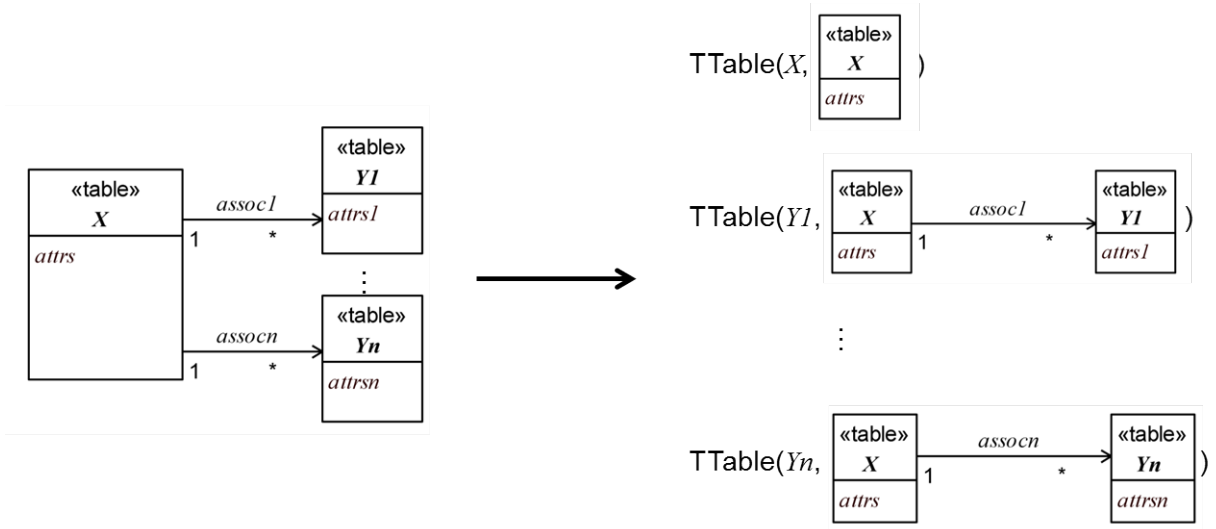 «table»
X
attrs
assoc1
1 *
«table»
Y1
attrs1
⋮
assocn
1 *
«table»
Yn
attrsn
TTable(X,
«table»
X
attrs
)
TTable(Y1,
«table»
X
attrs
assoc1
1 *
«table»
Y1
attrs1
)
⋮
TTable(Yn,
«table»
X
attrs
assocn
1 *
«table»
Yn
attrsn
)